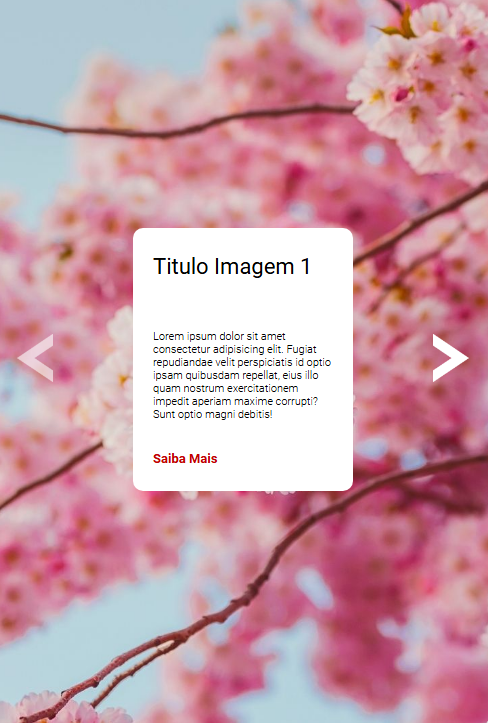 Titulo Imagem 1
Lorem ipsum dolor sit amet
consectetur adipisicing elit. Fugiat
repudiandae velit perspiciatis id optio
ipsam quibusdam repellat, eius illo
quam nostrum exercitationem
impedit aperiam maxime corrupti?
Sunt optio magni debitis!
Saiba Mais